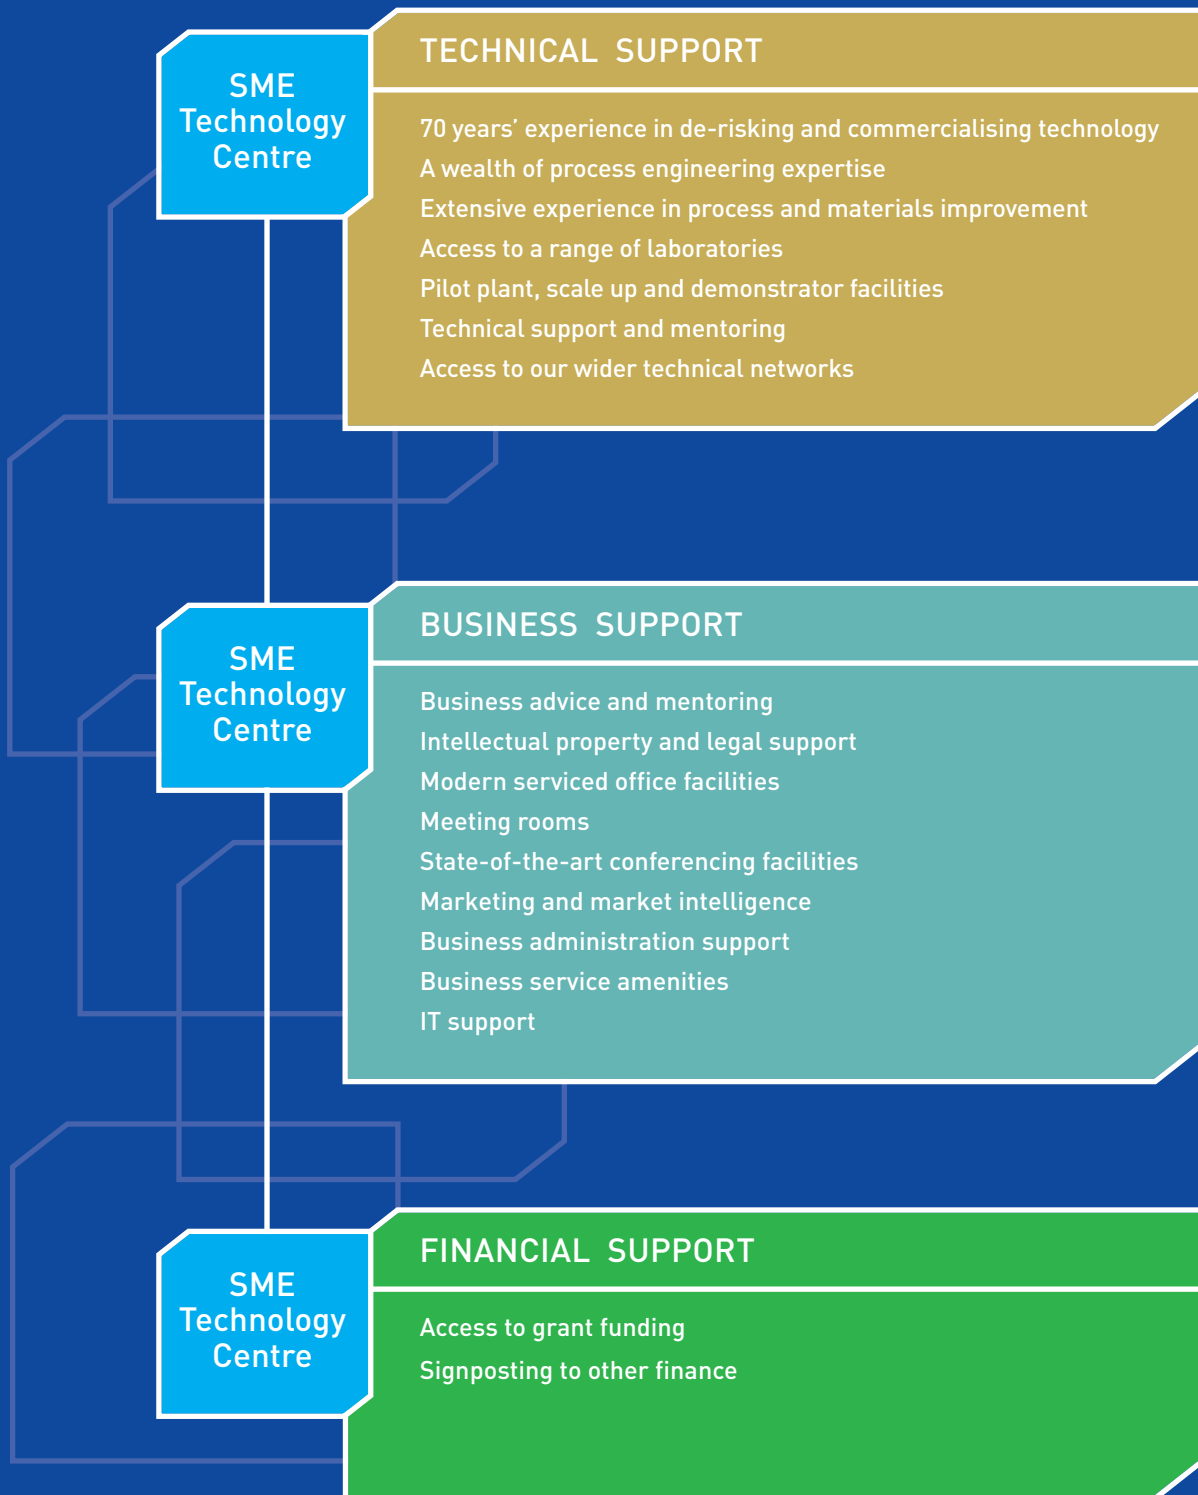 SME
Technology
Centre
TECHNICAL SUPPORT
70 years’ experience in de-risking and commercialising technology
A wealth of process engineering expertise
Extensive experience in process and materials improvement
Access to a range of laboratories
Pilot plant, scale up and demonstrator facilities
Technical support and mentoring
Access to our wider technical networks
SME
Technology
Centre
BUSINESS SUPPORT
Business advice and mentoring
Intellectual property and legal support
Modern serviced office facilities
Meeting rooms
State-of-the-art conferencing facilities
Marketing and market intelligence
Business administration support
Business service amenities
IT support
SME
Technology
Centre
FINANCIAL SUPPORT
Access to grant funding
Signposting to other finance